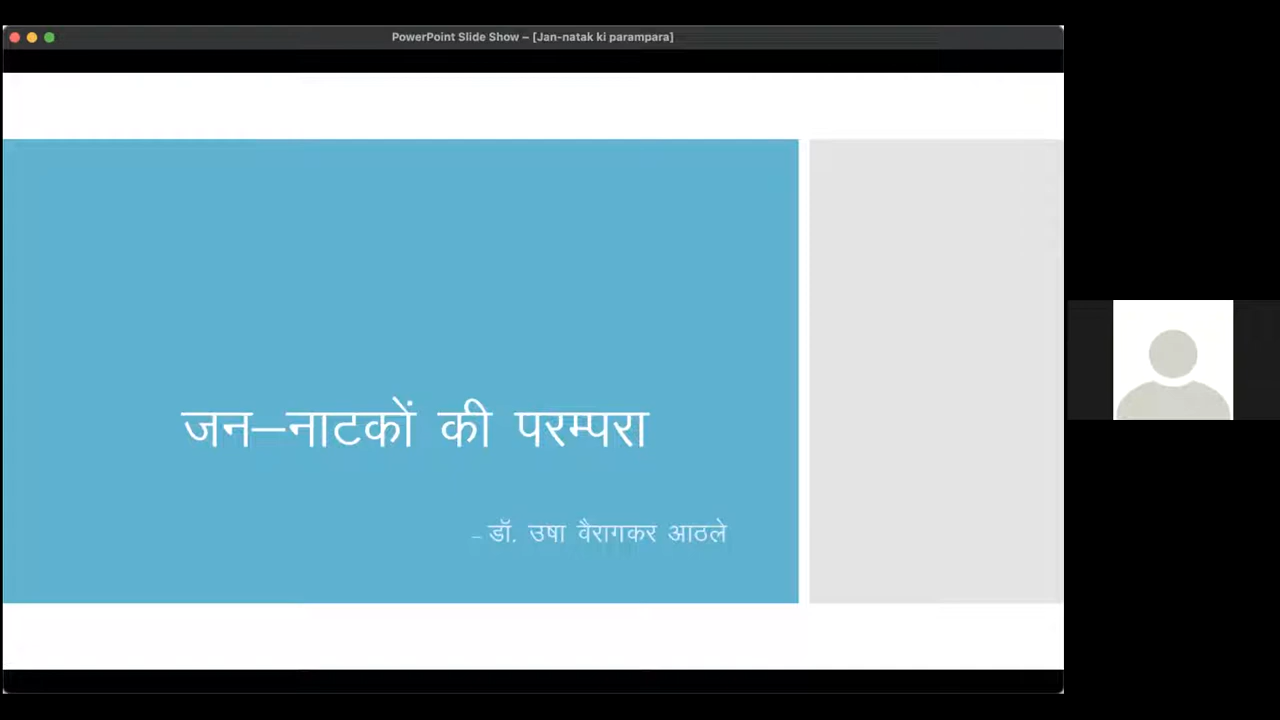 PowerPoint Slide Show – [Jan-natak ki parampara]
जन–नाटकों की परम्परा
– डॉ. उषा वैरागकर आठले